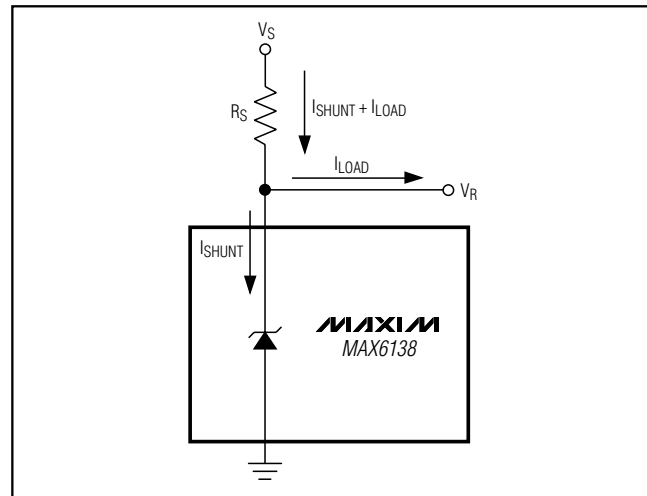 VS
RS
ISHUNT + ILOAD
ILOAD
VR
ISHUNT
MAXIM
MAX6138